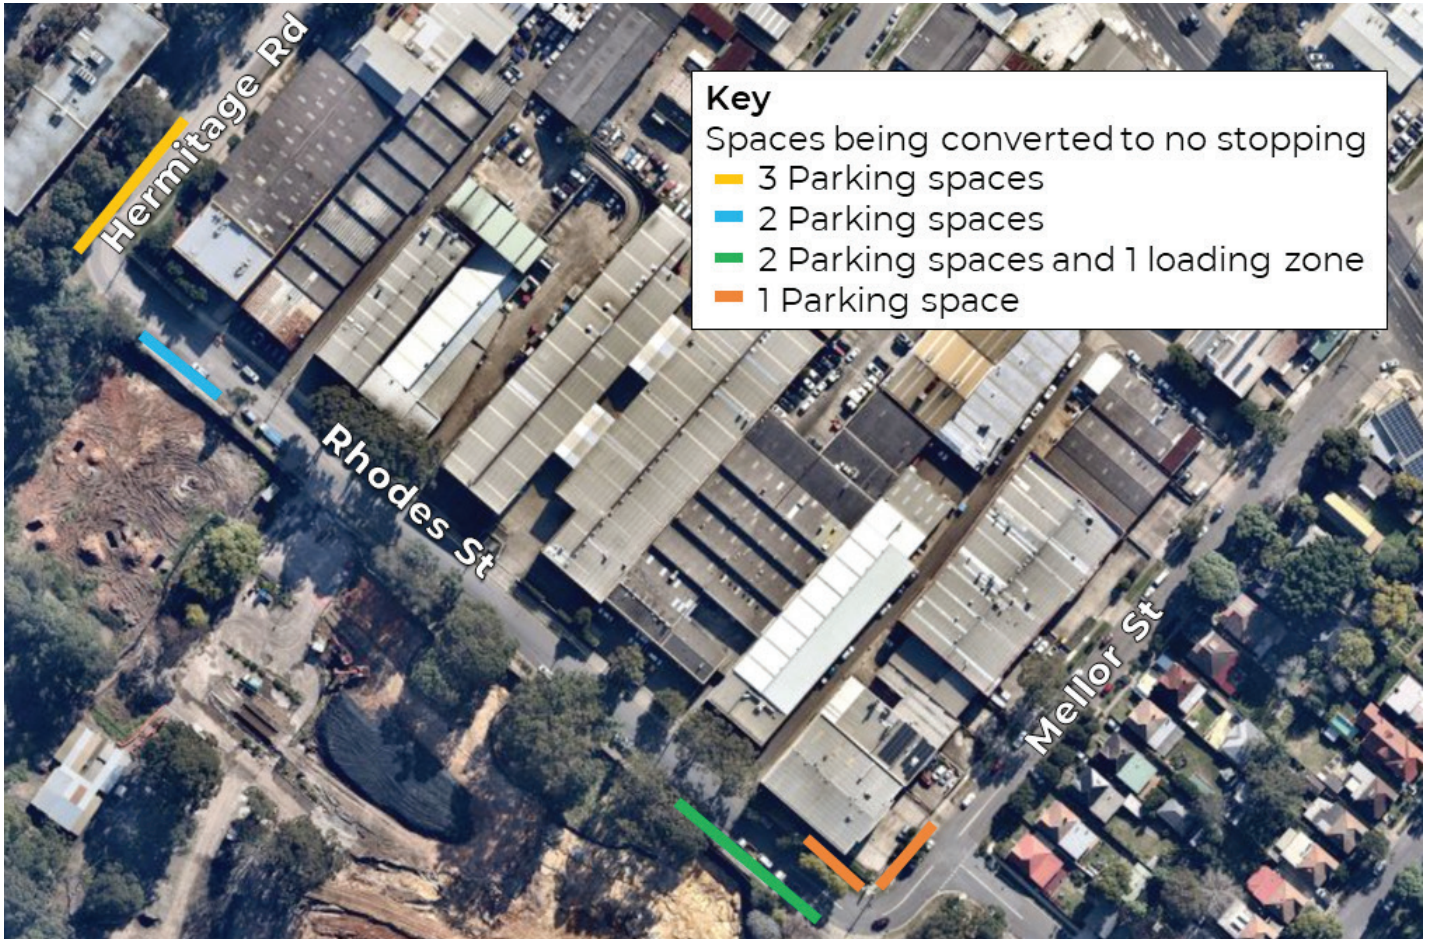 Hermitage Rd
Key
Spaces being converted to no stopping
3 Parking spaces
2 Parking spaces
2 Parking spaces and 1 loading zone
1 Parking space
Rhodes St
Mellor St